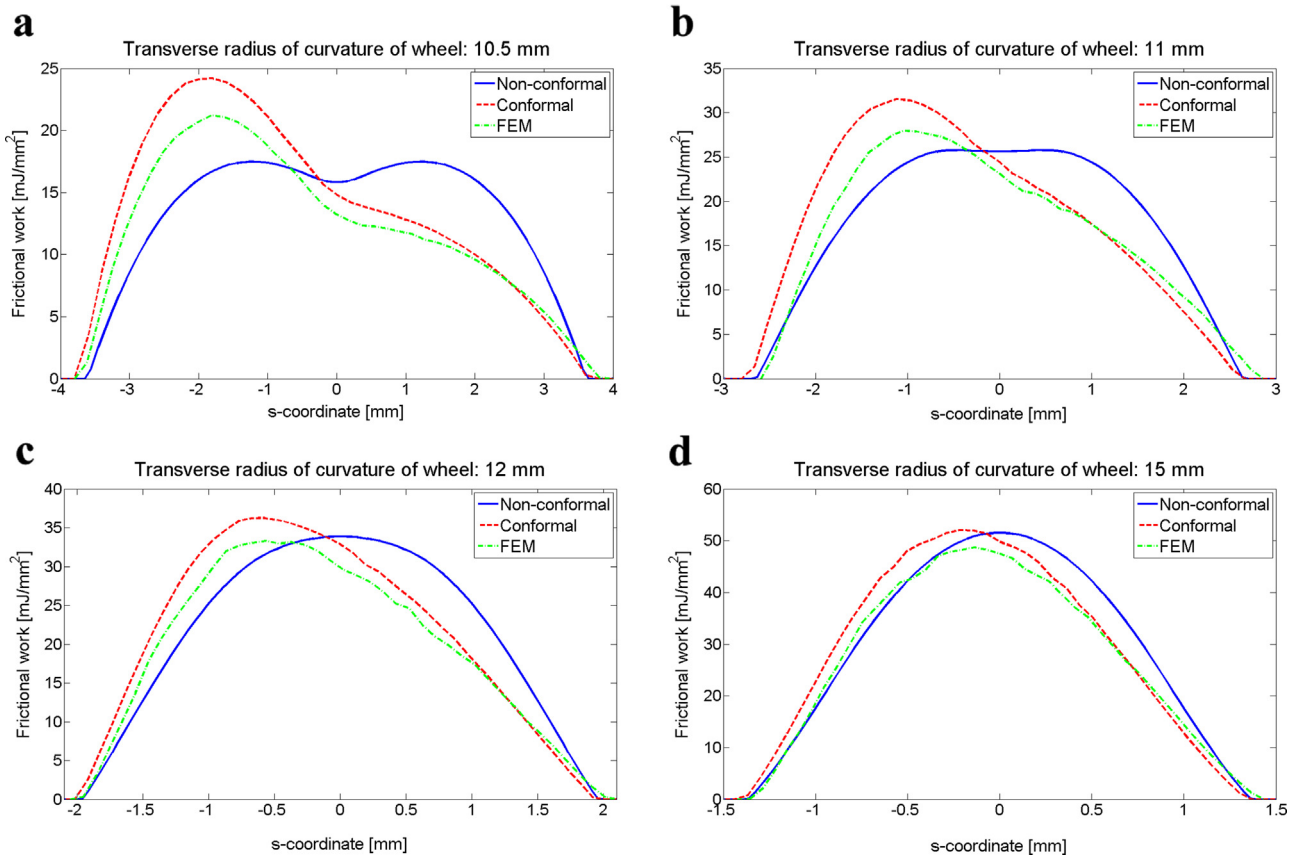 a
Transverse radius of curvature of wheel: 10.5 mm
25
20
15
10
5
0
Frictional work [mJ/mm²]
Non-conformal
Conformal
FEM
-4 -3 -2 -1 0 1 2 3 4
s-coordinate [mm]
b
Transverse radius of curvature of wheel: 11 mm
35
30
25
20
15
10
5
0
Frictional work [mJ/mm²]
Non-conformal
Conformal
FEM
-3 -2 -1 0 1 2 3
s-coordinate [mm]
c
Transverse radius of curvature of wheel: 12 mm
40
35
30
25
20
15
10
5
0
Frictional work [mJ/mm²]
Non-conformal
Conformal
FEM
-2 -1.5 -1 -0.5 0 0.5 1 1.5 2
s-coordinate [mm]
d
Transverse radius of curvature of wheel: 15 mm
60
50
40
30
20
10
0
Frictional work [mJ/mm²]
Non-conformal
Conformal
FEM
-1.5 -1 -0.5 0 0.5 1 1.5
s-coordinate [mm]